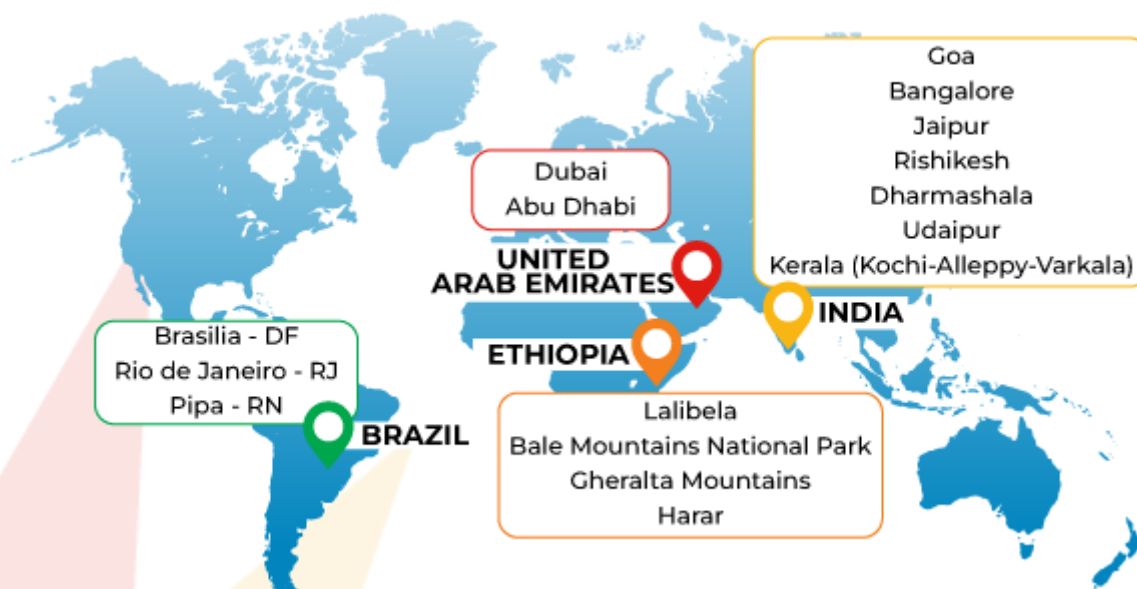 Goa
Bangalore
Jaipur
Rishikesh
Dharmashala
Udaipur
Kerala (Kochi-Alleppy-Varkala)
INDIA
Dubai
Abu Dhabi
UNITED
ARAB EMIRATES
ETHIOPIA
Lalibela
Bale Mountains National Park
Gheralta Mountains
Harar
Brasilia - DF
Rio de Janeiro - RJ
Pipa - RN
BRAZIL